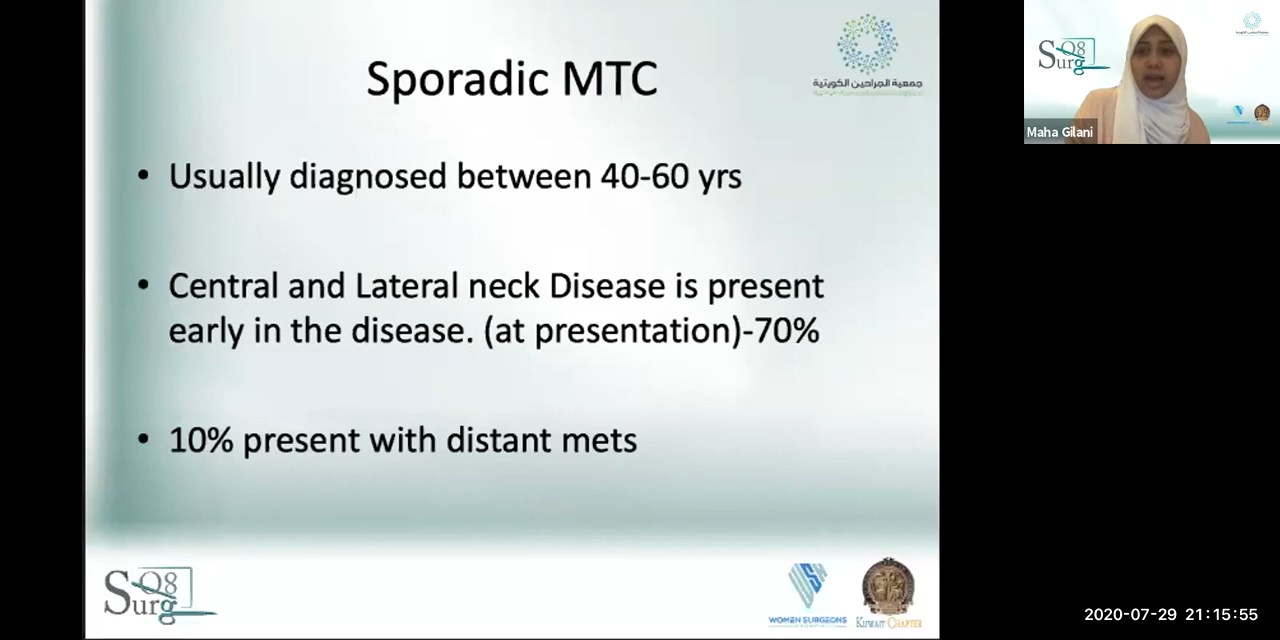 Sporadic MTC
جمعية الجراحين الكويتية
• Usually diagnosed between 40-60 yrs
• Central and Lateral neck Disease is present
early in the disease. (at presentation)-70%
• 10% present with distant mets
SurgQ8
WOMEN SURGEONS
KUWAIT CHAPTER
SurgQ8
Maha Gilani
2020-07-29 21:15:55